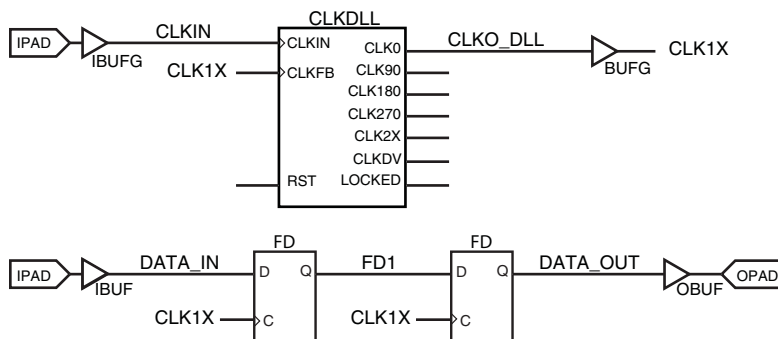 CLKDLL
IPAD
IBUFG
CLKIN
CLKIN
CLK0
CLKO_DLL
BUFG
CLK1X
CLK1X
CLKFB
CLK90
CLK180
CLK270
CLK2X
CLKDV
RST
LOCKED
FD
FD
IPAD
IBUF
DATA_IN
D
Q
FD1
D
Q
DATA_OUT
OBUF
OPAD
CLK1X
C
CLK1X
C